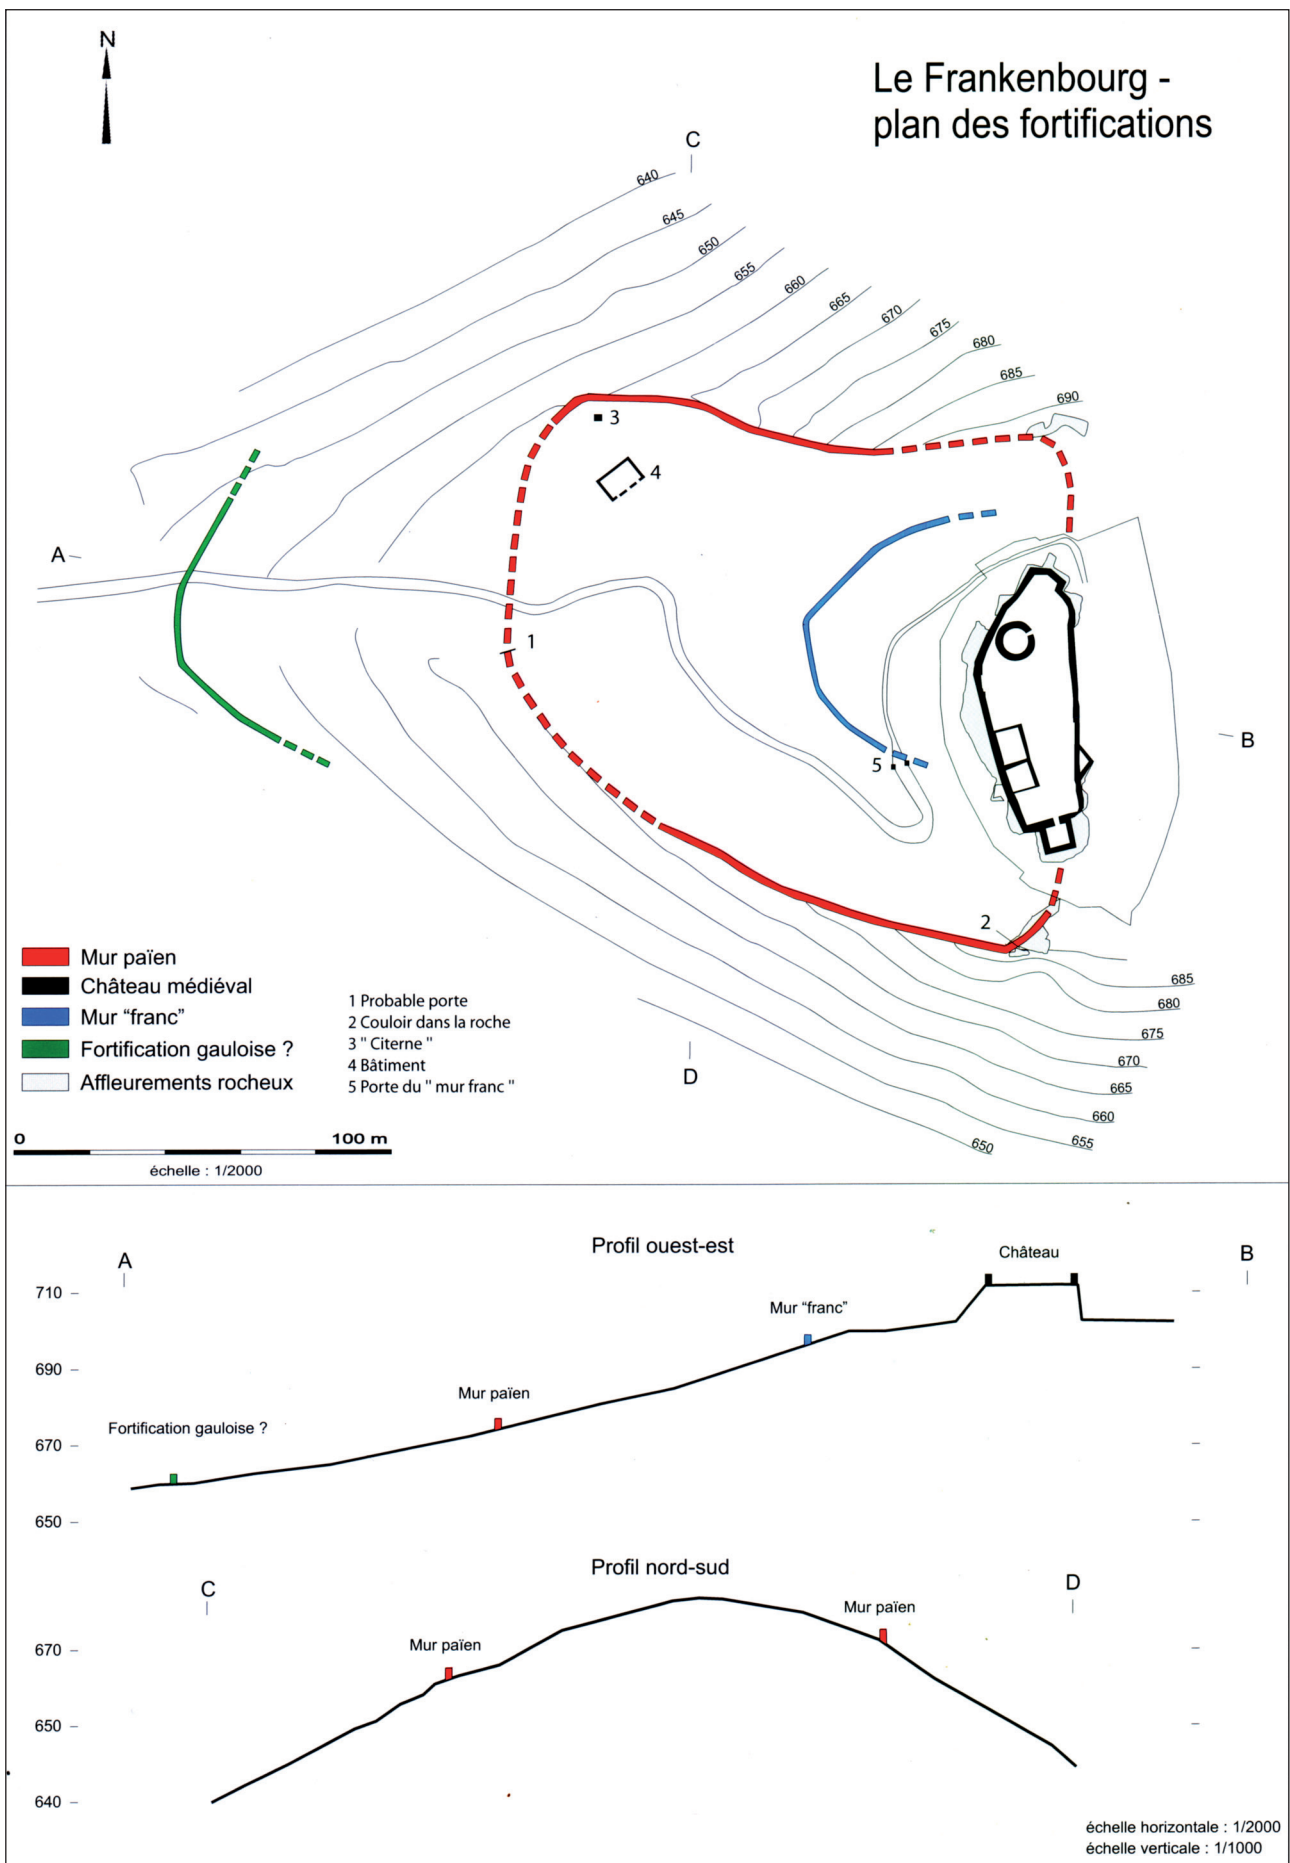 N
Le Frankenbourg -
plan des fortifications
C
640
645
650
655
660
665
670
675
680
685
690
3
4
A
1
B
5
2
685
680
675
670
665
660
655
650
D
Mur païen
Château médiéval
Mur “franc”
Fortification gauloise ?
Affleurements rocheux
1 Probable porte
2 Couloir dans la roche
3 " Citerne "
4 Bâtiment
5 Porte du " mur franc "
0 100 m
échelle : 1/2000
Profil ouest-est
A
B
Château
710
Mur “franc”
690
Mur païen
Fortification gauloise ?
670
650
Profil nord-sud
C
D
Mur païen
Mur païen
670
650
640
échelle horizontale : 1/2000
échelle verticale : 1/1000